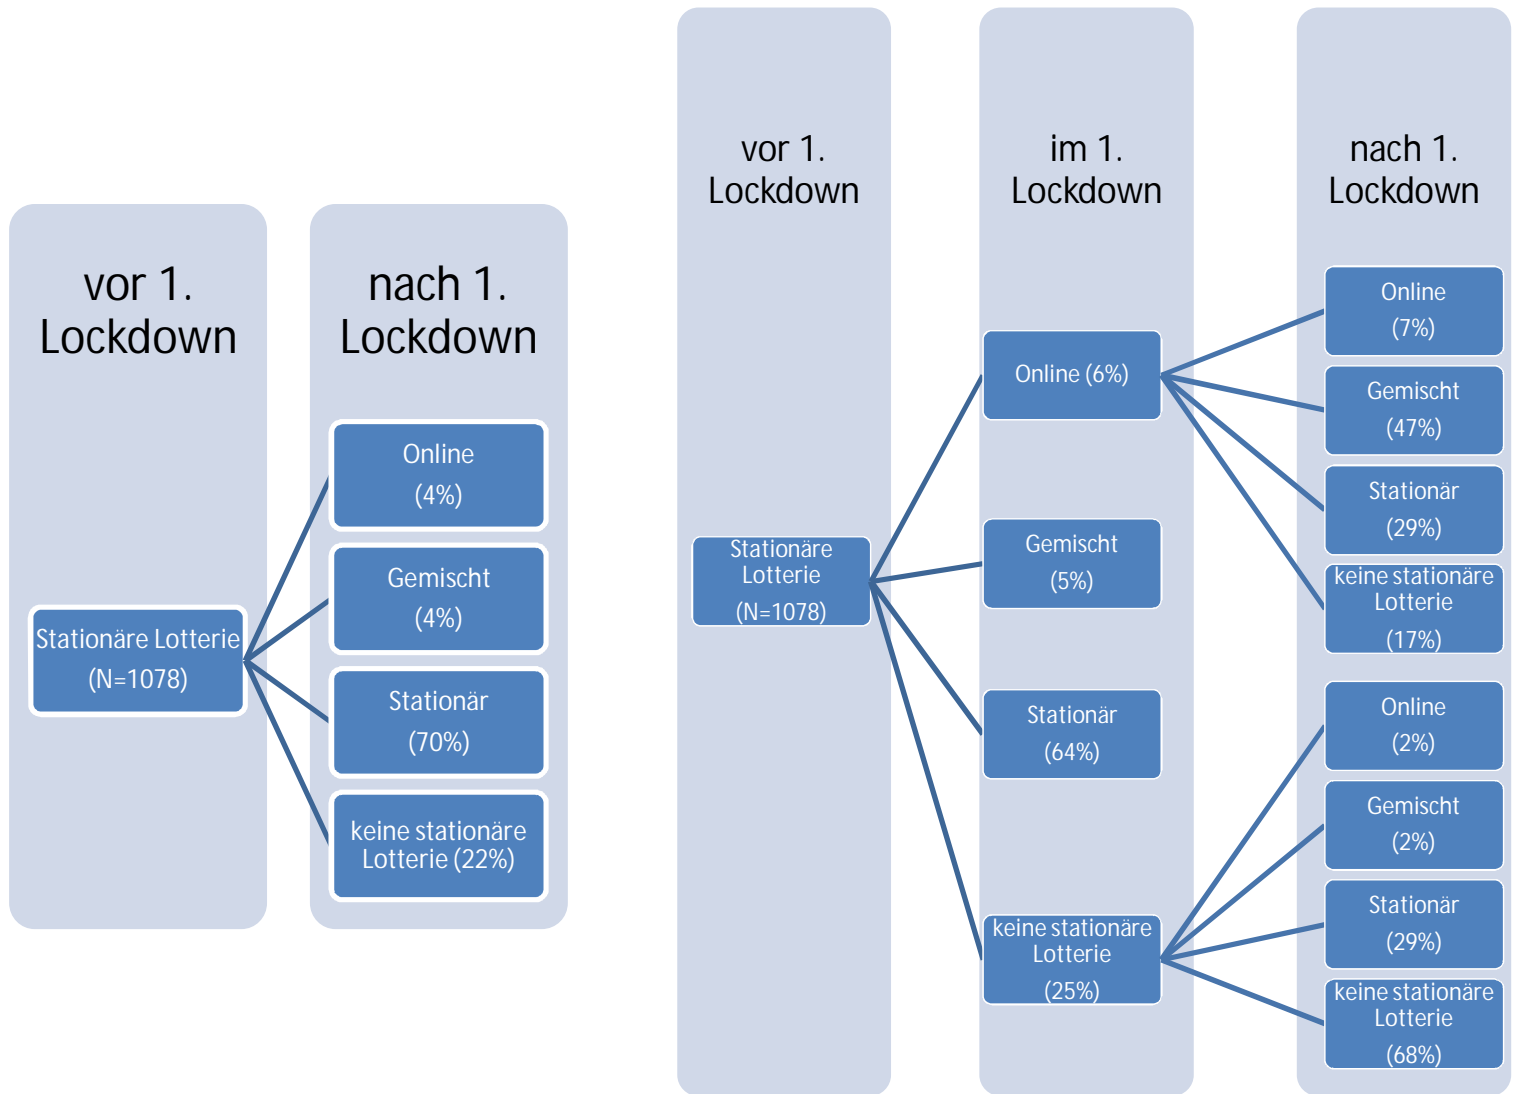 vor 1.
Lockdown
nach 1.
Lockdown
Stationäre Lotterie
(N=1078)
Online
(4%)
Gemischt
(4%)
Stationär
(70%)
keine stationäre
Lotterie (22%)
vor 1.
Lockdown
im 1.
Lockdown
nach 1.
Lockdown
Stationäre
Lotterie
(N=1078)
Online (6%)
Gemischt
(5%)
Stationär
(64%)
keine stationäre
Lotterie
(25%)
Online
(7%)
Gemischt
(47%)
Stationär
(29%)
keine stationäre
Lotterie
(17%)
Online
(2%)
Gemischt
(2%)
Stationär
(29%)
keine stationäre
Lotterie
(68%)